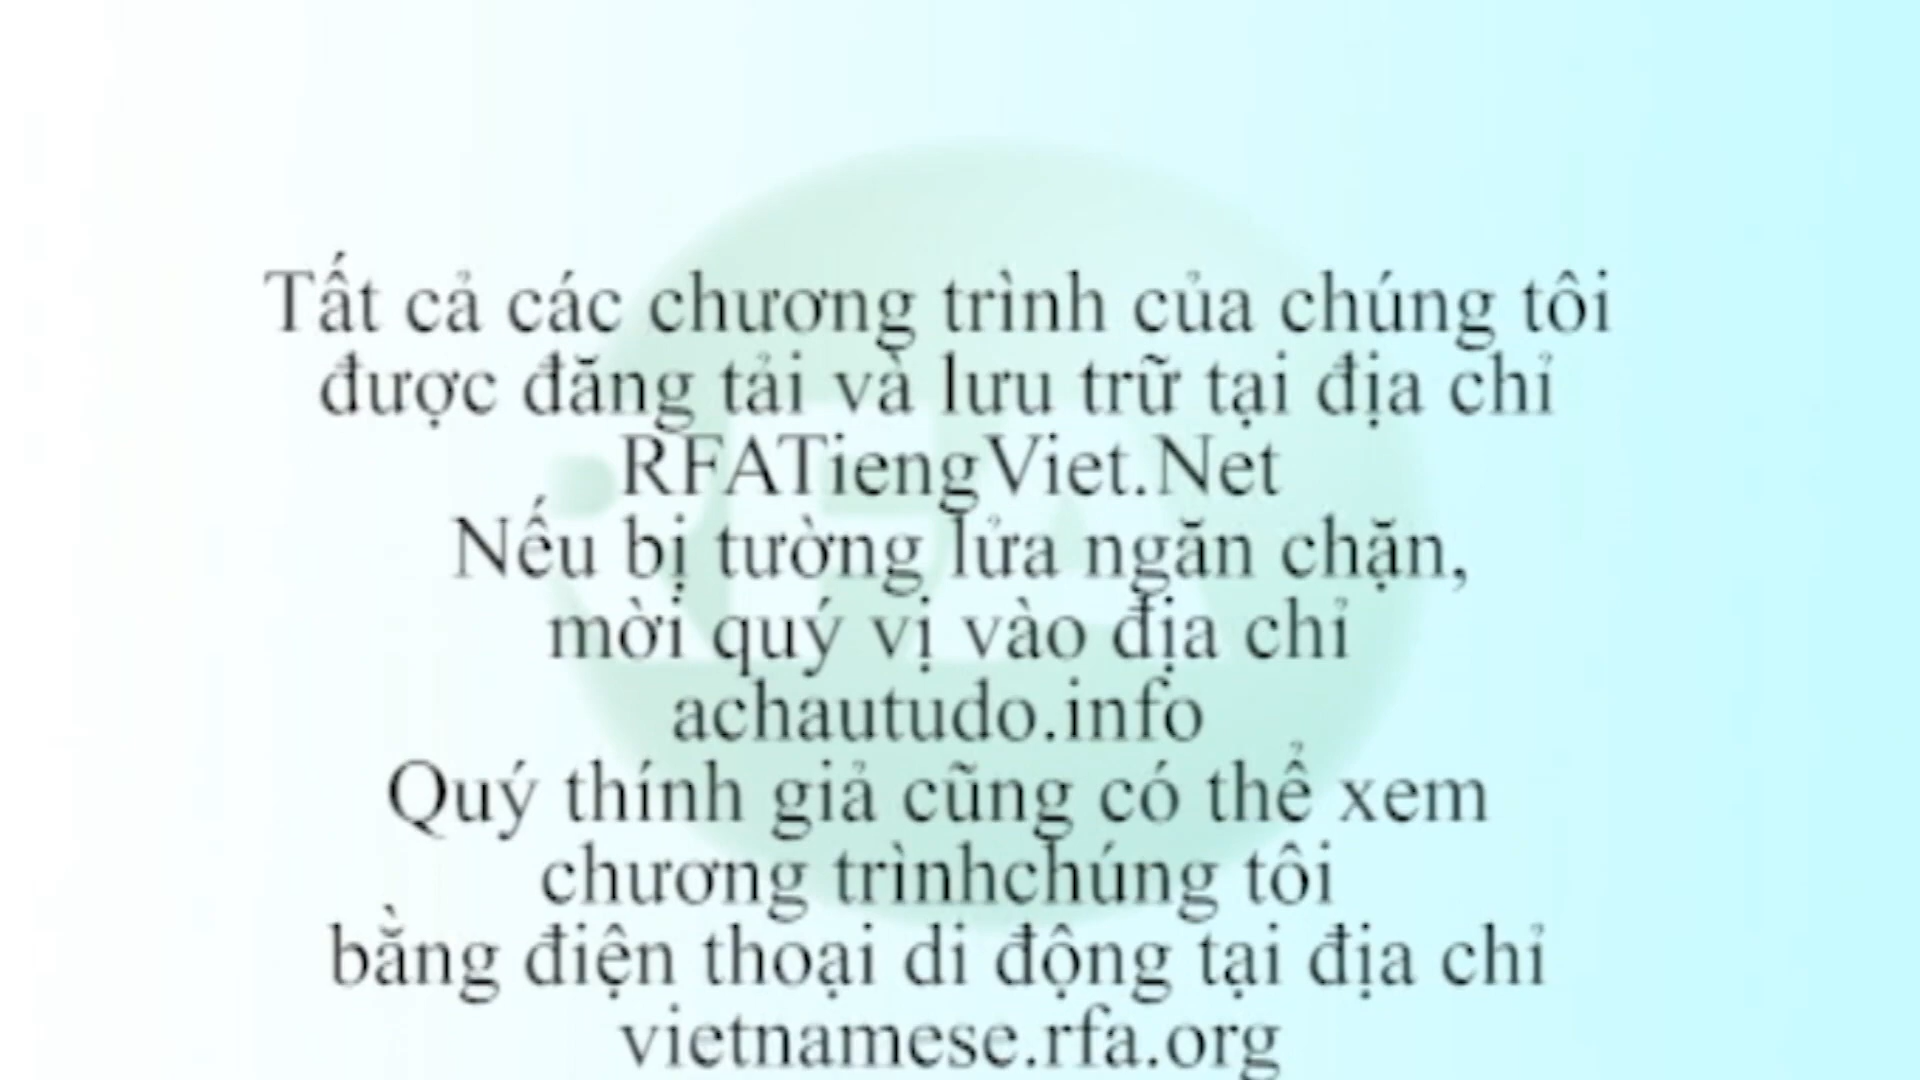 Tất cả các chương trình của chúng tôi
được đăng tải và lưu trữ tại địa chỉ
RFATiengViet.Net
Nếu bị tường lửa ngăn chặn,
mời quý vị vào địa chỉ
achautudo.info
Quý thính giả cũng có thể xem
chương trìnhchúng tôi
bằng điện thoại di động tại địa chỉ
vietnamese.rfa.org